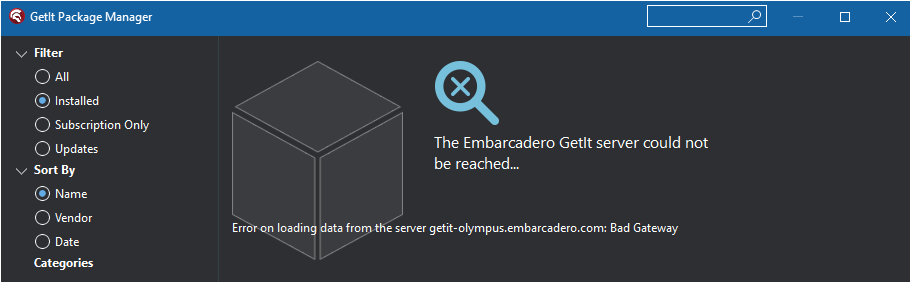 GetIt Package Manager
Filter
All
Installed
Subscription Only
Updates
Sort By
Name
Vendor
Date
Categories
The Embarcadero GetIt server could not
be reached...
Error on loading data from the server getit-olympus.embarcadero.com: Bad Gateway